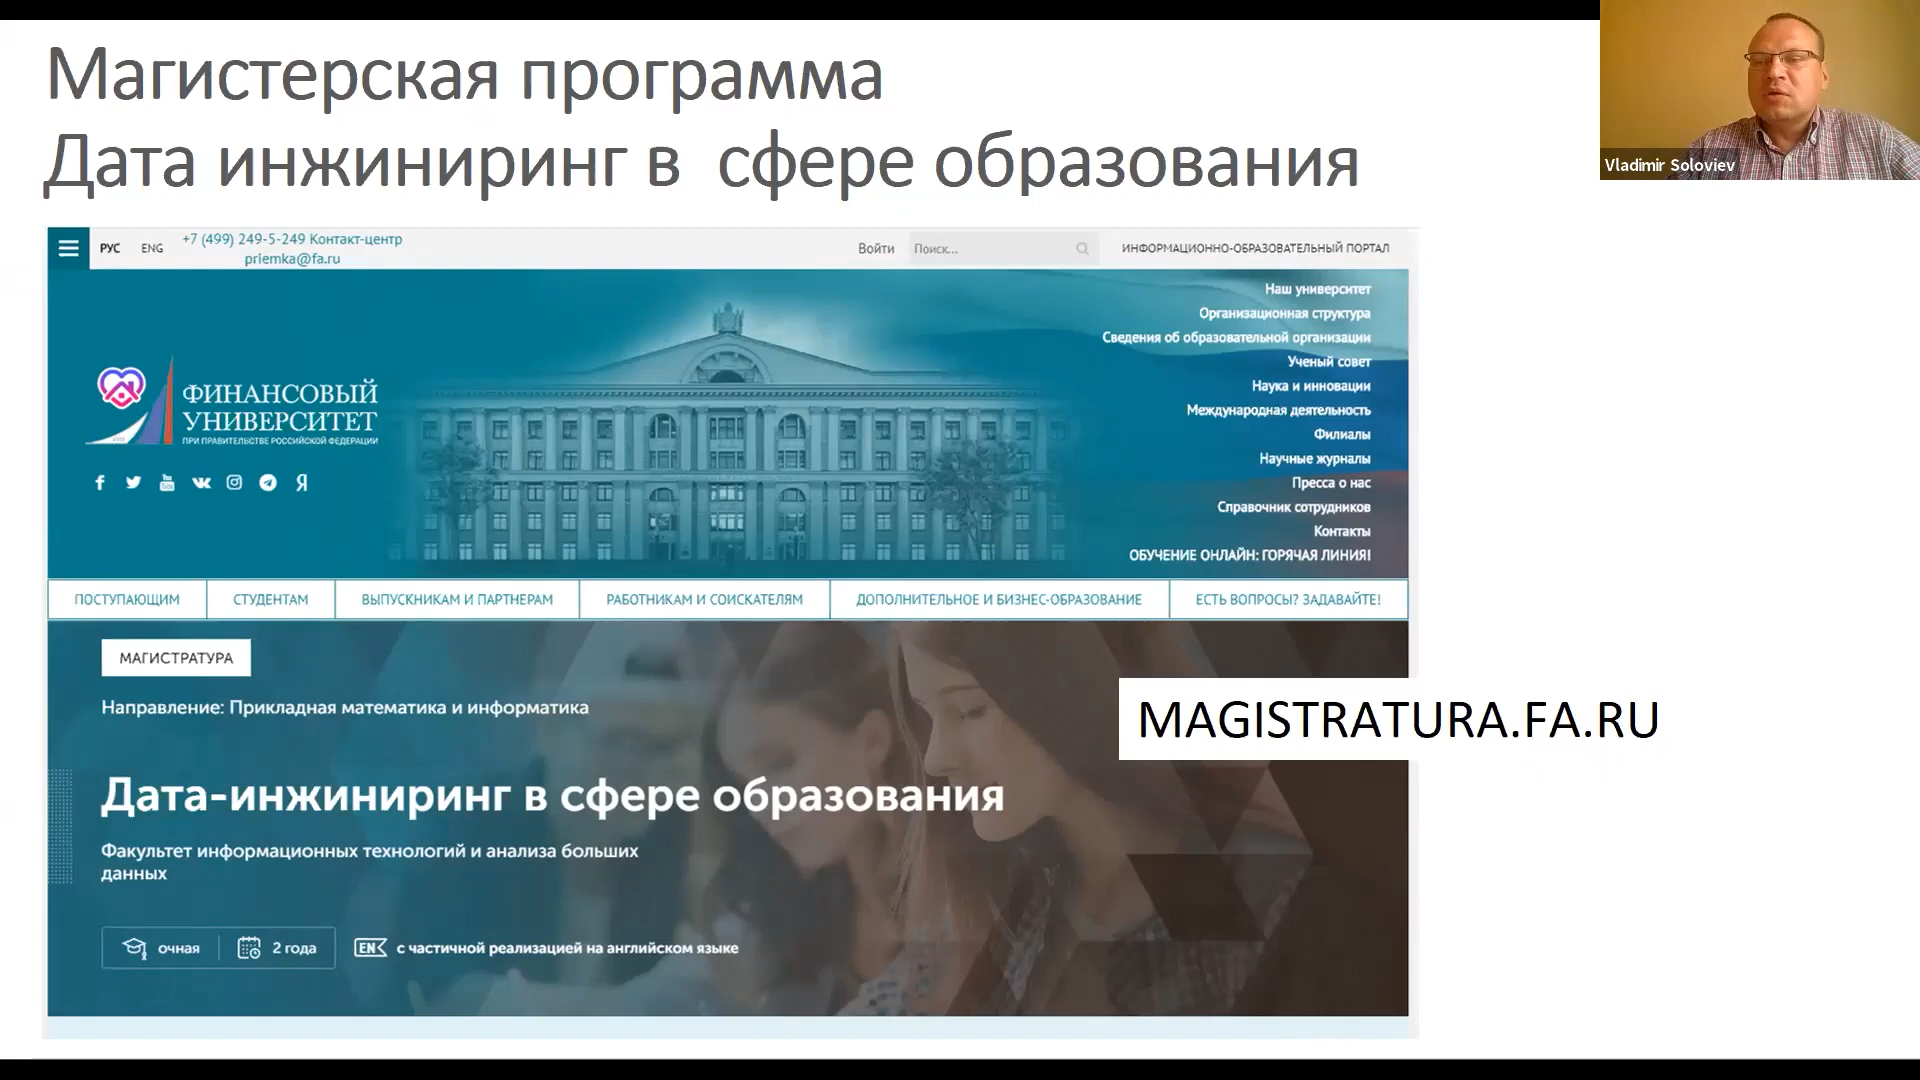 Магистерская программа
Дата инжиниринг в сфере образования
Vladimir Soloviev
РУС ENG +7 (499) 249-5-249 Контакт-центр
priemka@fa.ru
Войти Поиск... ИНФОРМАЦИОННО-ОБРАЗОВАТЕЛЬНЫЙ ПОРТАЛ
Наш университет
Организационная структура
Сведения об образовательной организации
Ученый совет
Наука и инновации
Международная деятельность
Филиалы
Научные журналы
Пресса о нас
Справочник сотрудников
Контакты
ОБУЧЕНИЕ ОНЛАЙН: ГОРЯЧАЯ ЛИНИЯ!
ФИНАНСОВЫЙ
УНИВЕРСИТЕТ
ПРИ ПРАВИТЕЛЬСТВЕ РОССИЙСКОЙ ФЕДЕРАЦИИ
ПОСТУПАЮЩИМ СТУДЕНТАМ ВЫПУСКНИКАМ И ПАРТНЕРАМ РАБОТНИКАМ И СОИСКАТЕЛЯМ ДОПОЛНИТЕЛЬНОЕ И БИЗНЕС-ОБРАЗОВАНИЕ ЕСТЬ ВОПРОСЫ? ЗАДАВАЙТЕ!
МАГИСТРАТУРА
Направление: Прикладная математика и информатика
MAGISTRATURA.FA.RU
Дата-инжиниринг в сфере образования
Факультет информационных технологий и анализа больших
данных
очная 2 года EN с частичной реализацией на английском языке